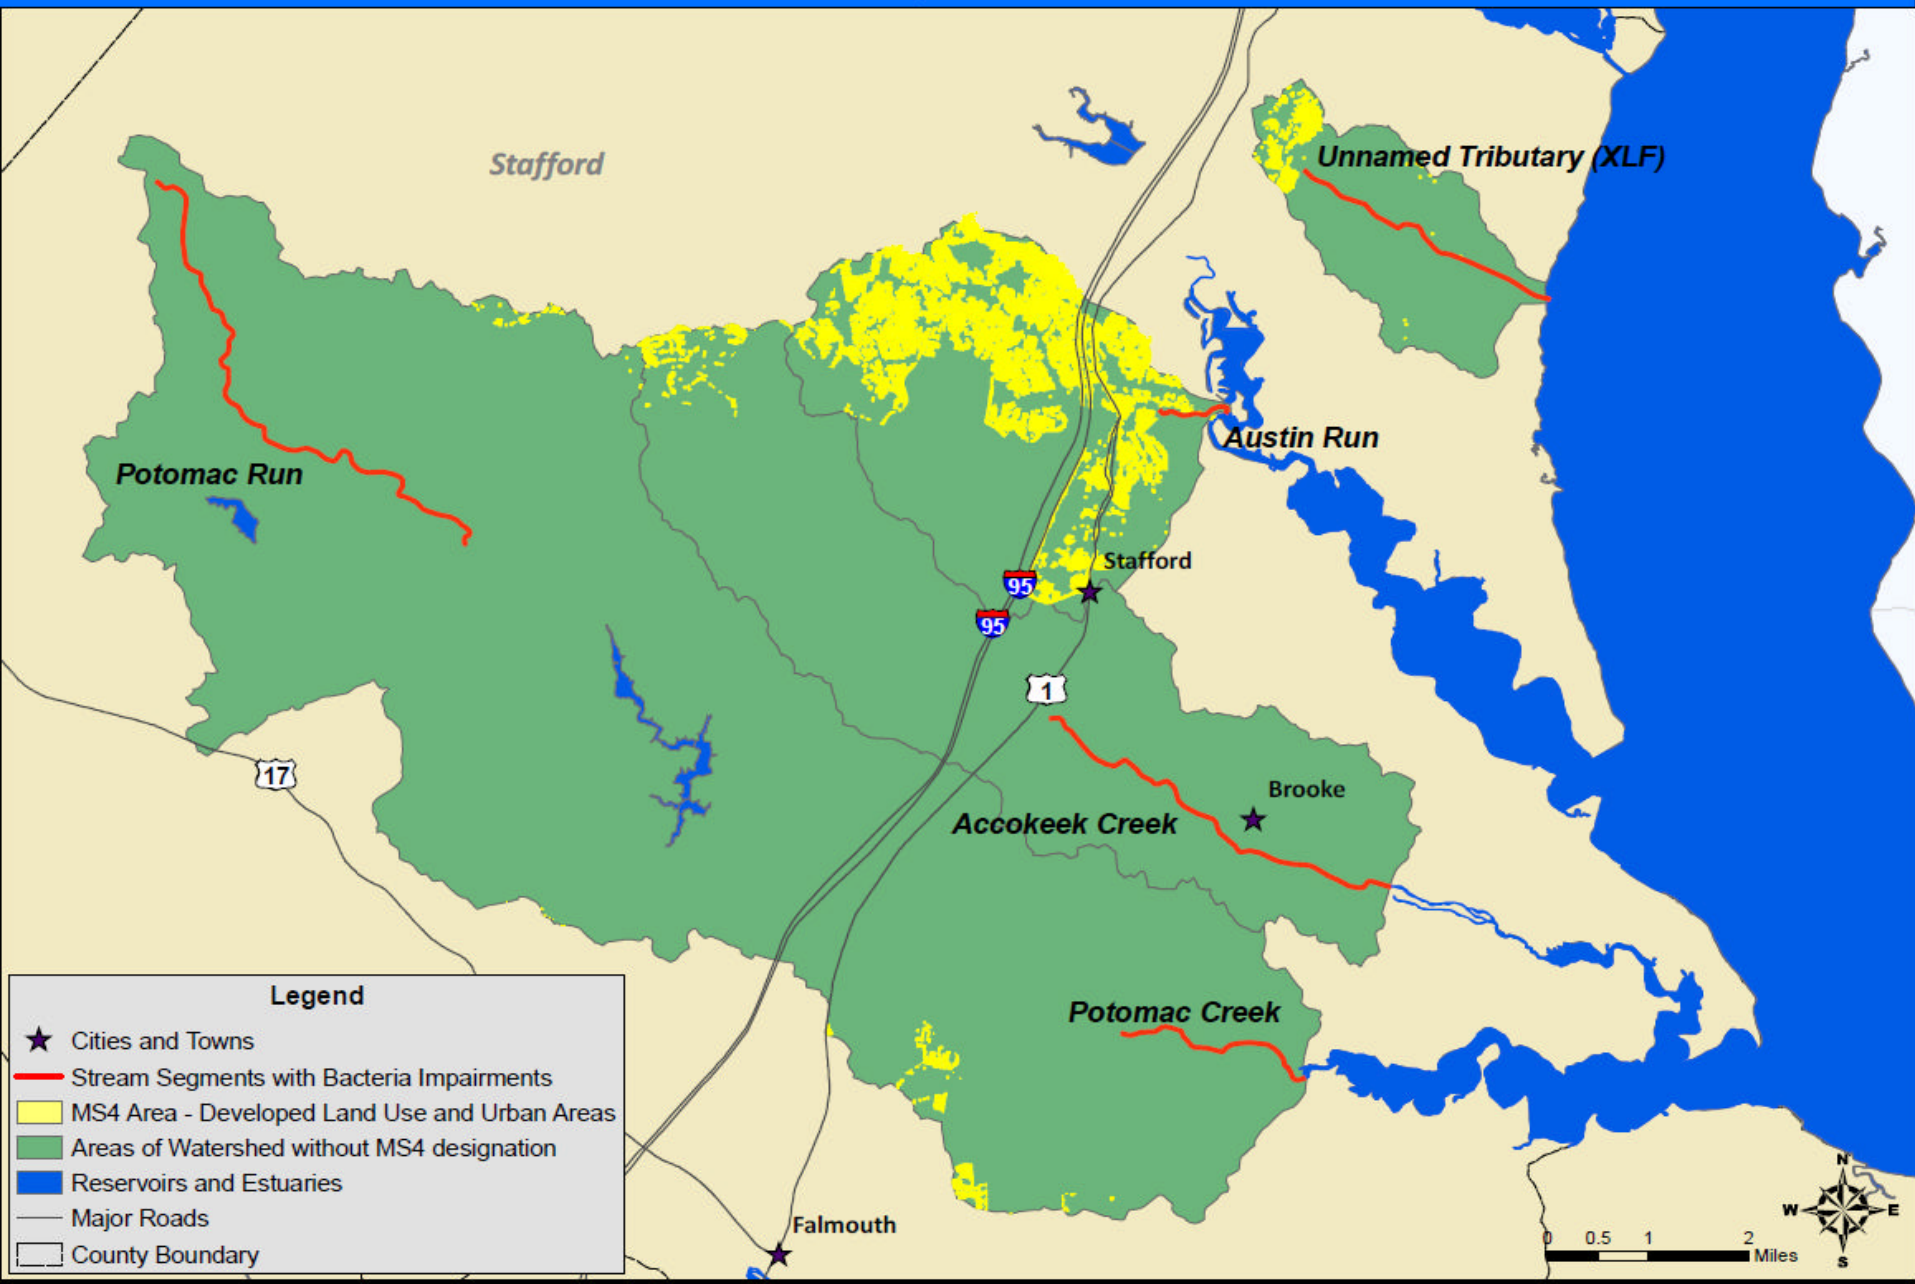 Stafford
Unnamed Tributary (XLF)
Austin Run
Potomac Run
Stafford
95
95
1
17
Brooke
Accokeek Creek
Potomac Creek
Falmouth
Legend
Cities and Towns
Stream Segments with Bacteria Impairments
MS4 Area - Developed Land Use and Urban Areas
Areas of Watershed without MS4 designation
Reservoirs and Estuaries
Major Roads
County Boundary
N
W E
S
0 0.5 1 2
Miles